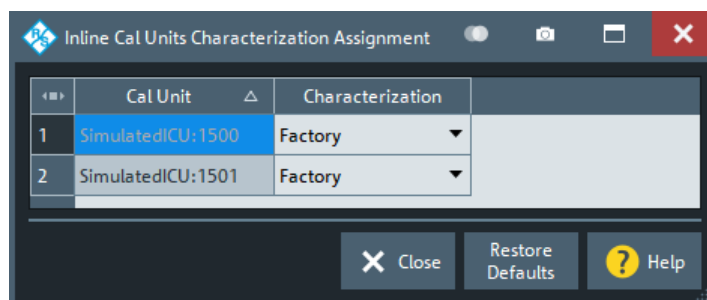 R&S Inline Cal Units Characterization Assignment
Cal Unit Characterization
1 SimulatedICU:1500 Factory
2 SimulatedICU:1501 Factory
Close Restore Defaults ? Help